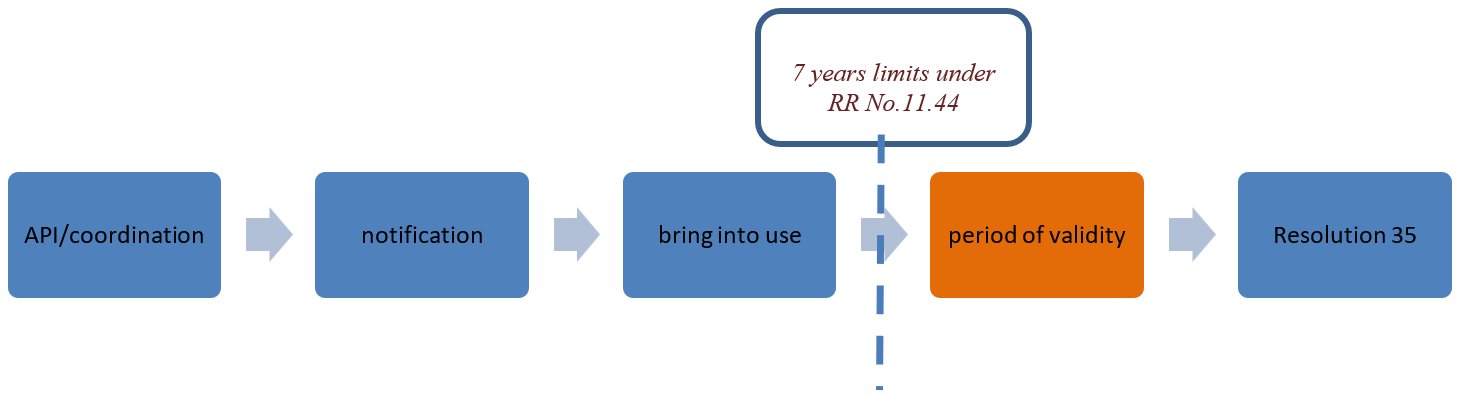 7 years limits under
RR No.11.44
API/coordination
notification
bring into use
period of validity
Resolution 35